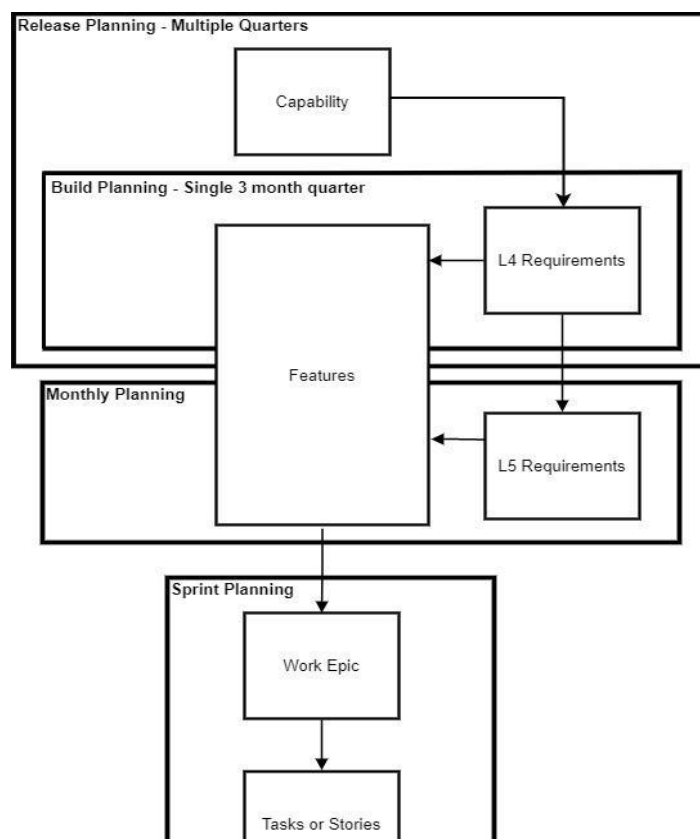 Release Planning - Multiple Quarters
Capability
Build Planning - Single 3 month quarter
L4 Requirements
Features
Monthly Planning
L5 Requirements
Sprint Planning
Work Epic
Tasks or Stories